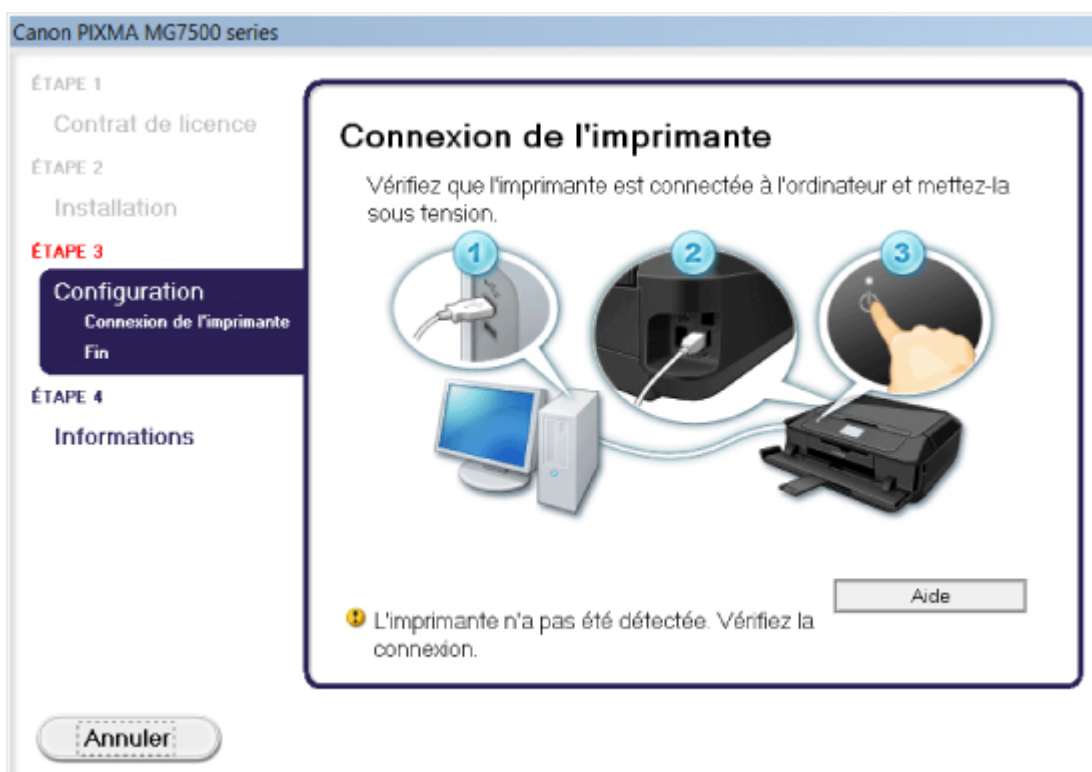 Canon PIXMA MG7500 series
ÉTAPE 1
Contrat de licence
ÉTAPE 2
Installation
ÉTAPE 3
Configuration
Connexion de l'imprimante
Fin
ÉTAPE 4
Informations
Connexion de l'imprimante
Vérifiez que l'imprimante est connectée à l'ordinateur et mettez-la
sous tension.
1
2
3
Aide
L'imprimante n'a pas été détectée. Vérifiez la
connexion.
Annuler